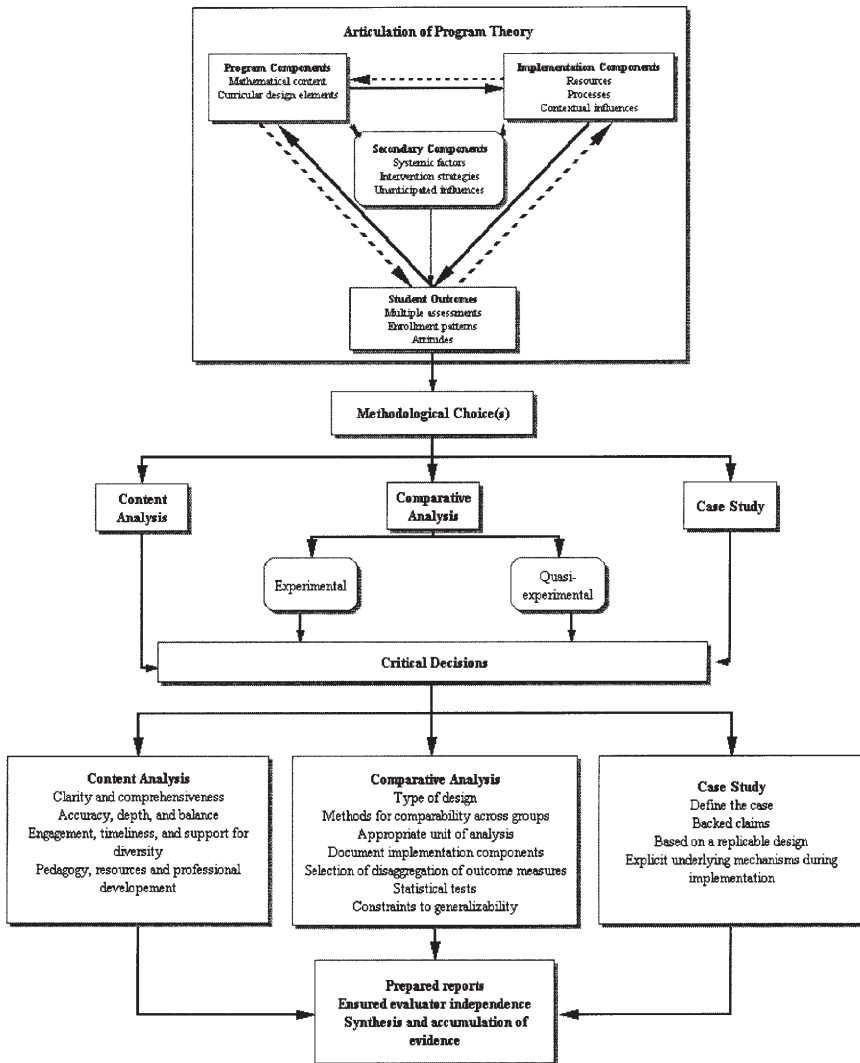 Articulation of Program Theory
Program Components
Mathematical content
Curricular design elements
Implementation Components
Resources
Processes
Contextual influences
Secondary Components
Systemic factors
Intervention strategies
Unanticipated influences
Student Outcomes
Multiple assessments
Enrollment patterns
Attitudes
Methodological Choice(s)
Content
Analysis
Comparative
Analysis
Case Study
Experimental
Quasi-
experimental
Critical Decisions
Content Analysis
Clarity and comprehensiveness
Accuracy, depth, and balance
Engagement, timeliness, and support for
diversity
Pedagogy, resources and professional
developement
Comparative Analysis
Type of design
Methods for comparability across groups
Appropriate unit of analysis
Document implementation components
Selection of disaggregation of outcome measures
Statistical tests
Constraints to generalizability
Case Study
Define the case
Backed claims
Based on a replicable design
Explicit underlying mechanisms during
implementation
Prepared reports
Ensured evaluator independence
Synthesis and accumulation of
evidence